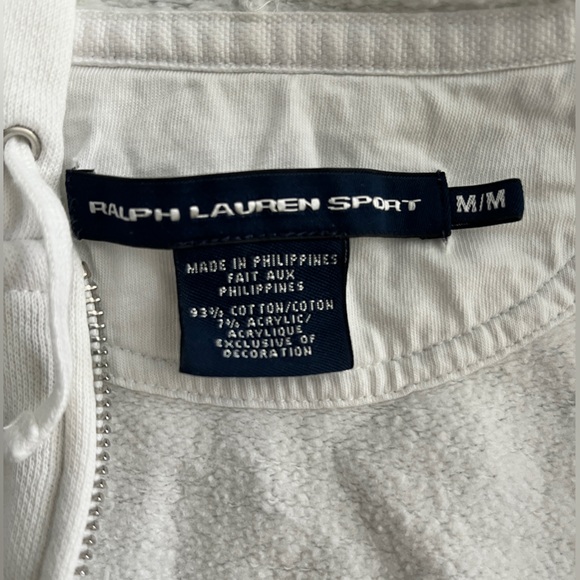 RALPH LAUREN SPORT
M/M
MADE IN PHILIPPINES
FAIT AUX
PHILIPPINES
93% COTTON/COTON
7% ACRYLIC/
ACRYLIQUE
EXCLUSIVE OF
DECORATION